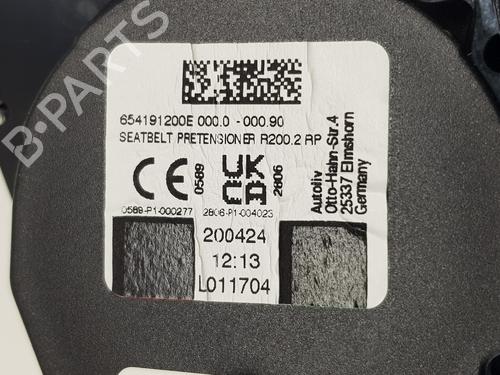 654191200E 000.0 - 000.90
SEATBELT PRETENSIONER R200.2 RP
CE
0589
UK
CA
2806
0589-P1-000277
2806-P1-004023
Autoliv
Otto-Hahn-Str.4
25337 Elmshorn
Germany
200424
12:13
L011704